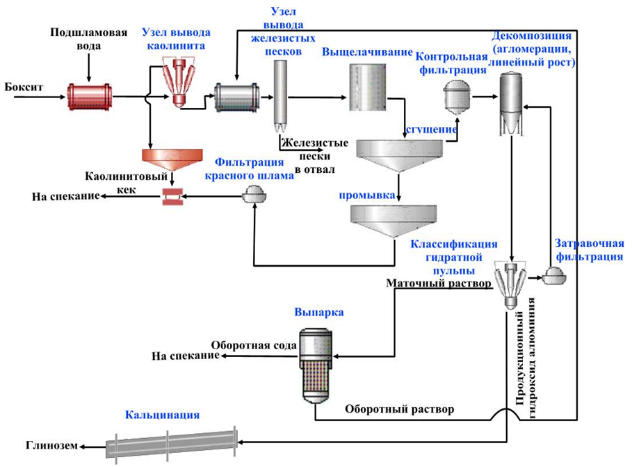 Подшламовая
вода
Узел вывода
каолинита
Узел
вывода
железистых
песков
Выщелачивание
Контрольная
фильтрация
Декомпозиция
(агломерации,
линейный рост)
Боксит
сгущение
Железистые
пески
в отвал
Каолинитовый
кек
На спекание
Фильтрация
красного шлама
промывка
Классификация
гидратной
пульпы
Затравочная
фильтрация
Маточный раствор
Продукционный
гидроксид алюминия
Выпарка
Оборотная сода
На спекание
Оборотный раствор
Кальцинация
Глинозем